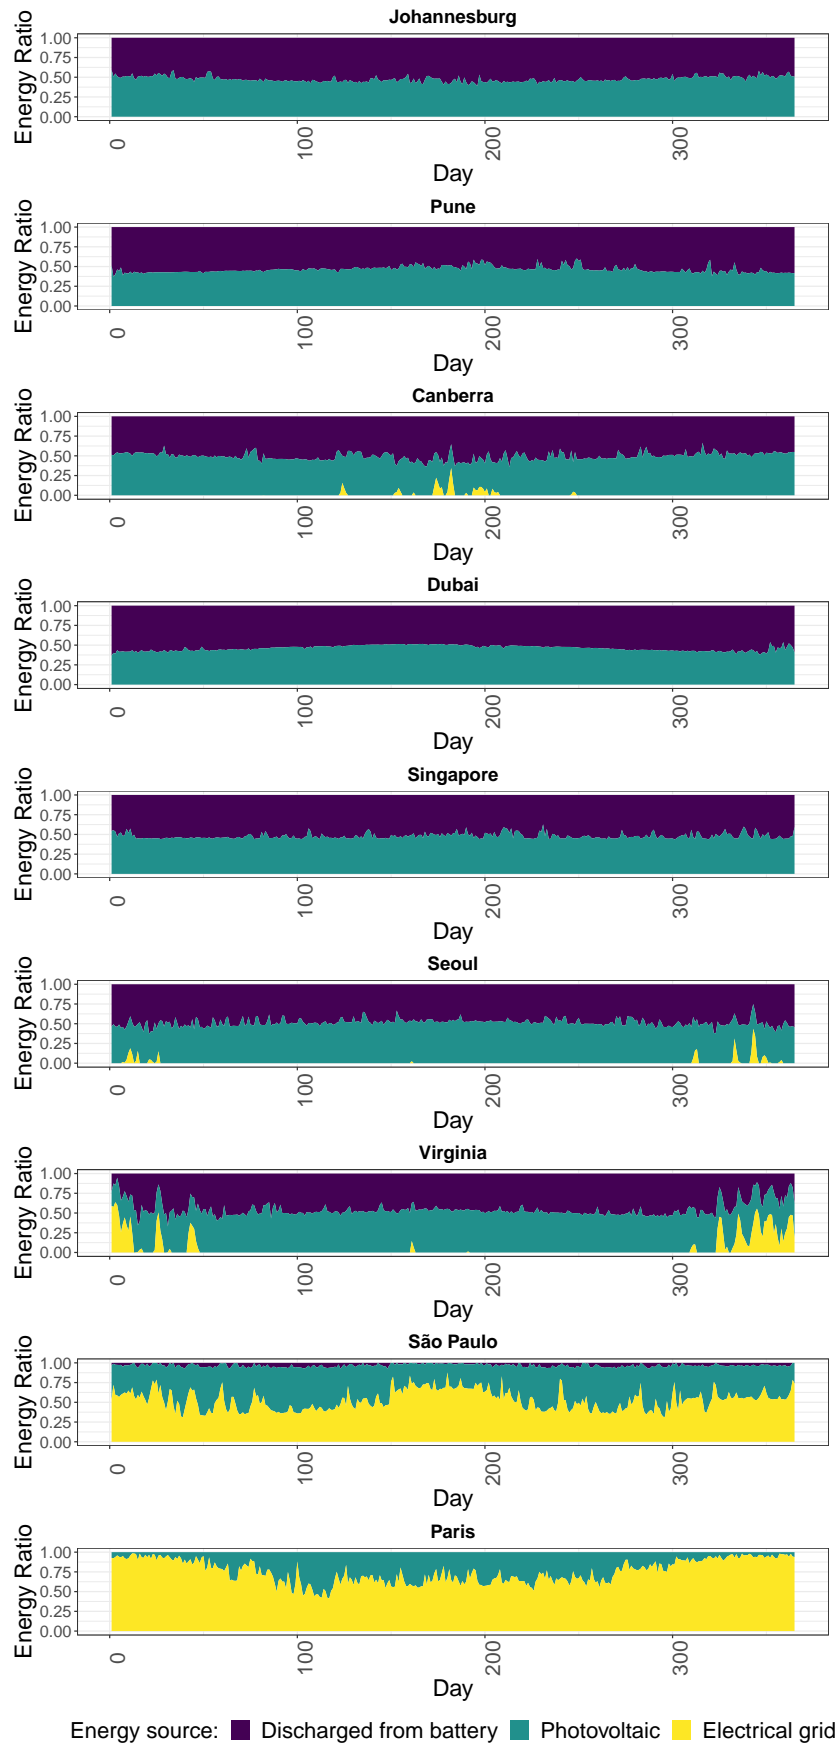 Johannesburg
Energy Ratio
1.00
0.75
0.50
0.25
0.00
0 100 200 300
Day
Pune
Energy Ratio
1.00
0.75
0.50
0.25
0.00
0 100 200 300
Day
Canberra
Energy Ratio
1.00
0.75
0.50
0.25
0.00
0 100 200 300
Day
Dubai
Energy Ratio
1.00
0.75
0.50
0.25
0.00
0 100 200 300
Day
Singapore
Energy Ratio
1.00
0.75
0.50
0.25
0.00
0 100 200 300
Day
Seoul
Energy Ratio
1.00
0.75
0.50
0.25
0.00
0 100 200 300
Day
Virginia
Energy Ratio
1.00
0.75
0.50
0.25
0.00
0 100 200 300
Day
São Paulo
Energy Ratio
1.00
0.75
0.50
0.25
0.00
0 100 200 300
Day
Paris
Energy Ratio
1.00
0.75
0.50
0.25
0.00
0 100 200 300
Day
Energy source: Discharged from battery Photovoltaic Electrical grid